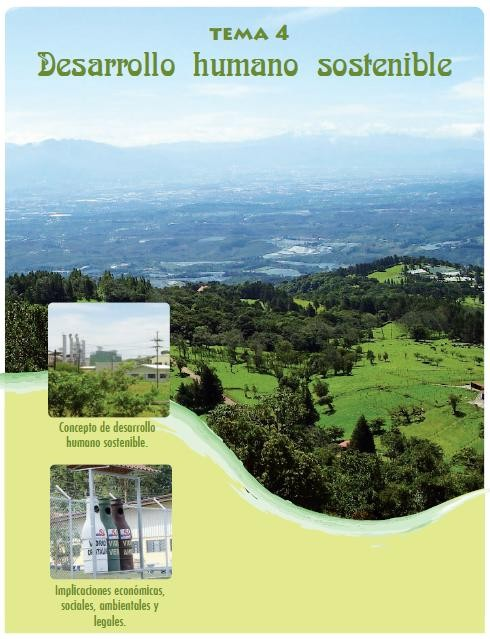 TEMA 4
Desarrollo humano sostenible
Concepto de desarrollo
humano sostenible.
Implicaciones económicas,
sociales, ambientales y
legales.